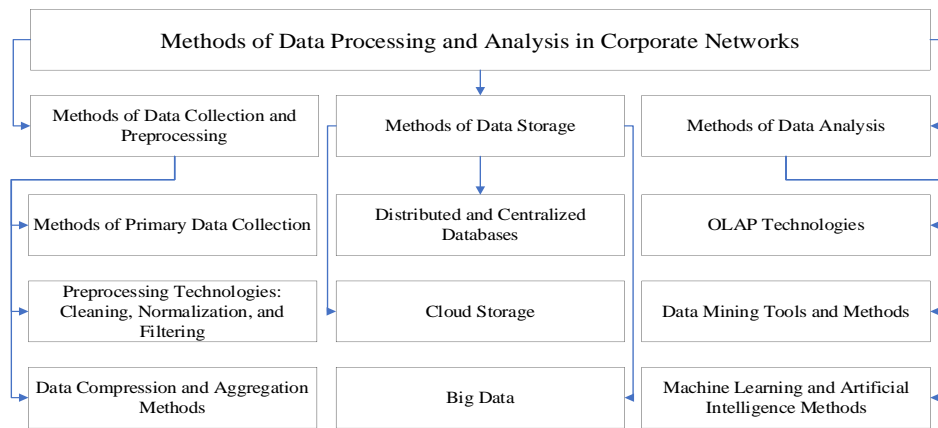 Methods of Data Processing and Analysis in Corporate Networks
Methods of Data Collection and
Preprocessing
Methods of Data Storage
Methods of Data Analysis
Methods of Primary Data Collection
Distributed and Centralized
Databases
OLAP Technologies
Preprocessing Technologies:
Cleaning, Normalization, and
Filtering
Cloud Storage
Data Mining Tools and Methods
Data Compression and Aggregation
Methods
Big Data
Machine Learning and Artificial
Intelligence Methods